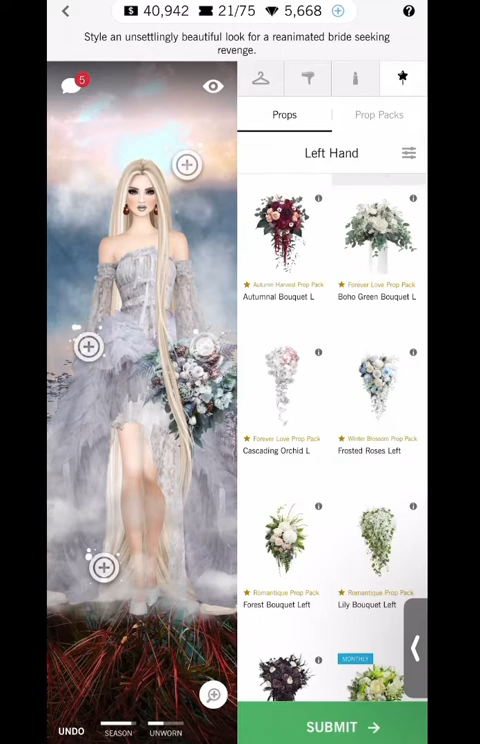 40,942 21/75 5,668
Style an unsettlingly beautiful look for a reanimated bride seeking
revenge.
5
Props Prop Packs
Left Hand
Autumn Harvest Prop Pack
Autumnal Bouquet L
Forever Love Prop Pack
Boho Green Bouquet L
Forever Love Prop Pack
Cascading Orchid L
Winter Blossom Prop Pack
Frosted Roses Left
Romantique Prop Pack
Forest Bouquet Left
Romantique Prop Pack
Lily Bouquet Left
MONTHLY
UNDO
SEASON
UNWORN
SUBMIT